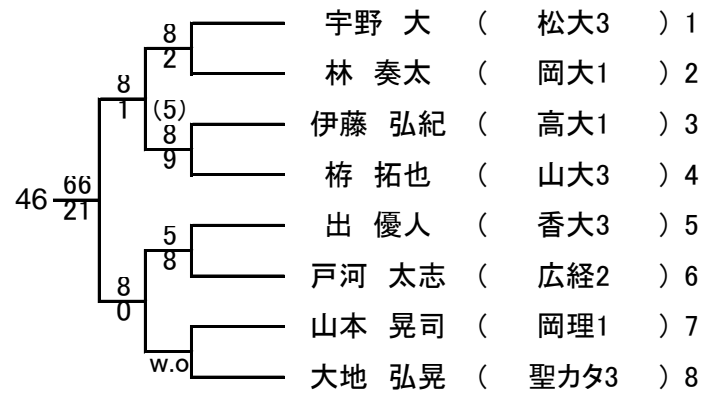 宇野 大 ( 松大3 ) 1
8
2
林 奏太 ( 岡大1 ) 2
8
1
(5)
伊藤 弘紀 ( 高大1 ) 3
8
9
栫 拓也 ( 山大3 ) 4
46
66
21
出 優人 ( 香大3 ) 5
5
8
戸河 太志 ( 広経2 ) 6
8
0
山本 晃司 ( 岡理1 ) 7
w.o
大地 弘晃 ( 聖カタ3 ) 8